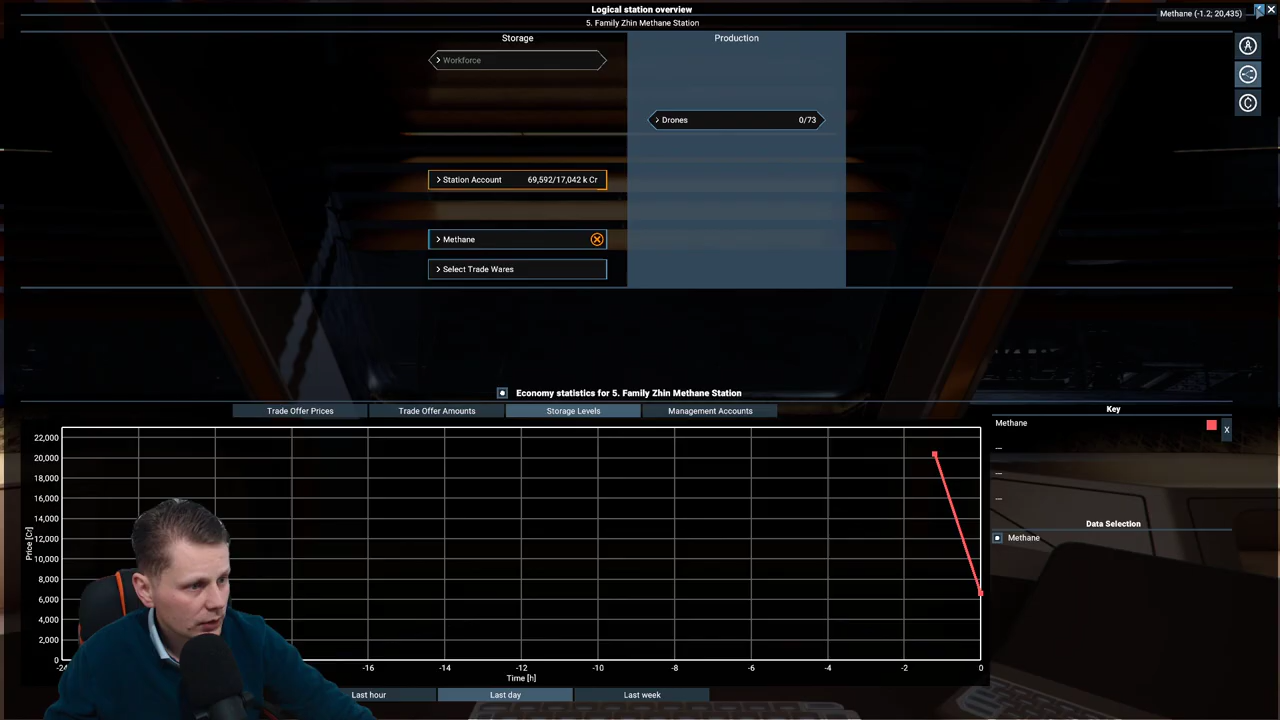 Logical station overview
5. Family Zhin Methane Station
Methane (-1.2; 20,435)
Storage
Production
Workforce
Drones 0/73
Station Account 69,592/17,042 k Cr
Methane
Select Trade Wares
Economy statistics for 5. Family Zhin Methane Station
Trade Offer Prices
Trade Offer Amounts
Storage Levels
Management Accounts
Key
Methane
X
---
---
---
Data Selection
Methane
Price [Cr]
22,000
20,000
18,000
16,000
14,000
12,000
10,000
8,000
6,000
4,000
2,000
0
-24
-16
-14
-12
-10
-8
-6
-4
-2
0
Time [h]
Last hour
Last day
Last week